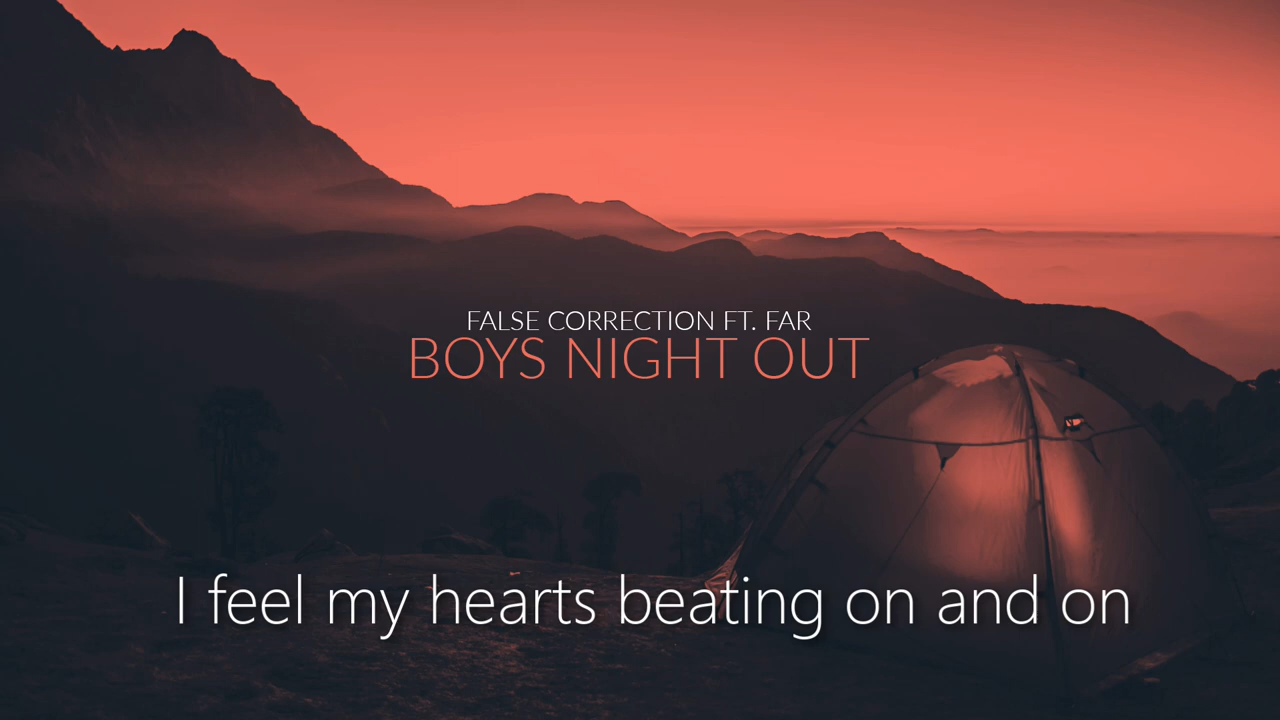 FALSE CORRECTION FT. FAR
BOYS NIGHT OUT
I feel my hearts beating on and on